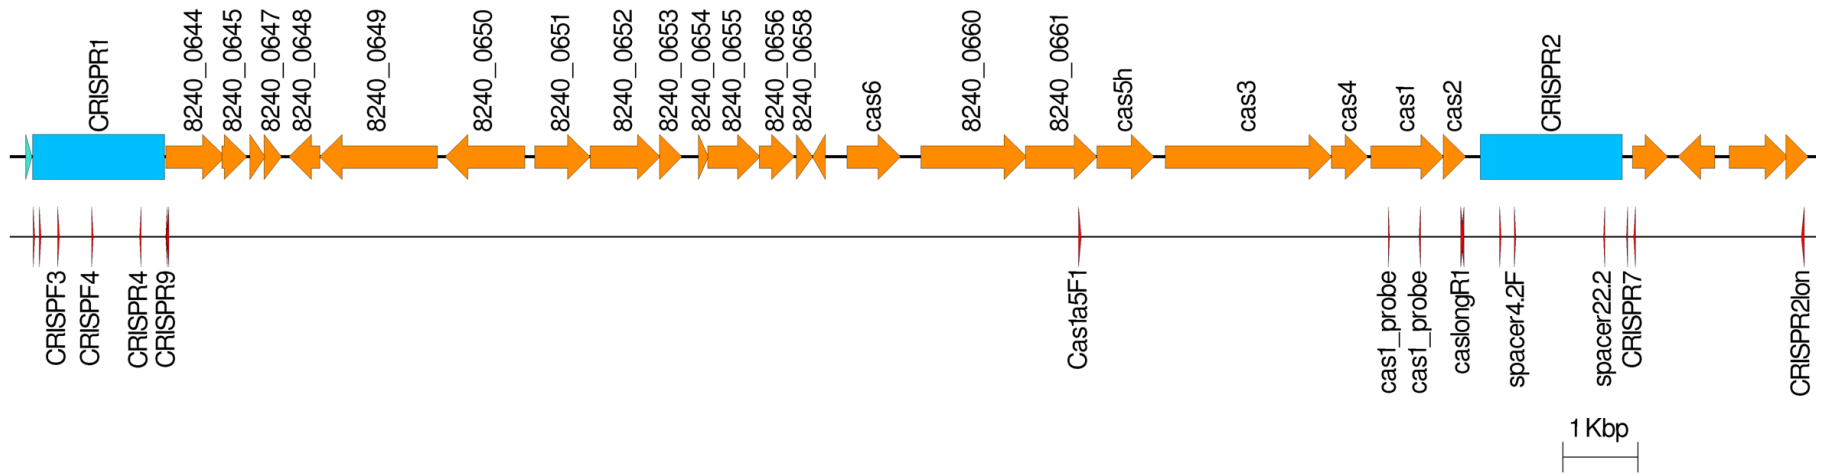 CRISPR1
8240_0644
8240_0645
8240_0647
8240_0648
8240_0649
8240_0650
8240_0651
8240_0652
8240_0653
8240_0654
8240_0655
8240_0656
8240_0658
cas6
8240_0660
8240_0661
cas5h
cas3
cas4
cas1
cas2
CRISPR2
CRISPF3
CRISPF4
CRISPR4
CRISPR9
Cas1a5F1
cas1_probe
cas1_probe
caslongR1
spacer4.2F
spacer22.2
CRISPR7
CRISPR2lon
1 Kbp